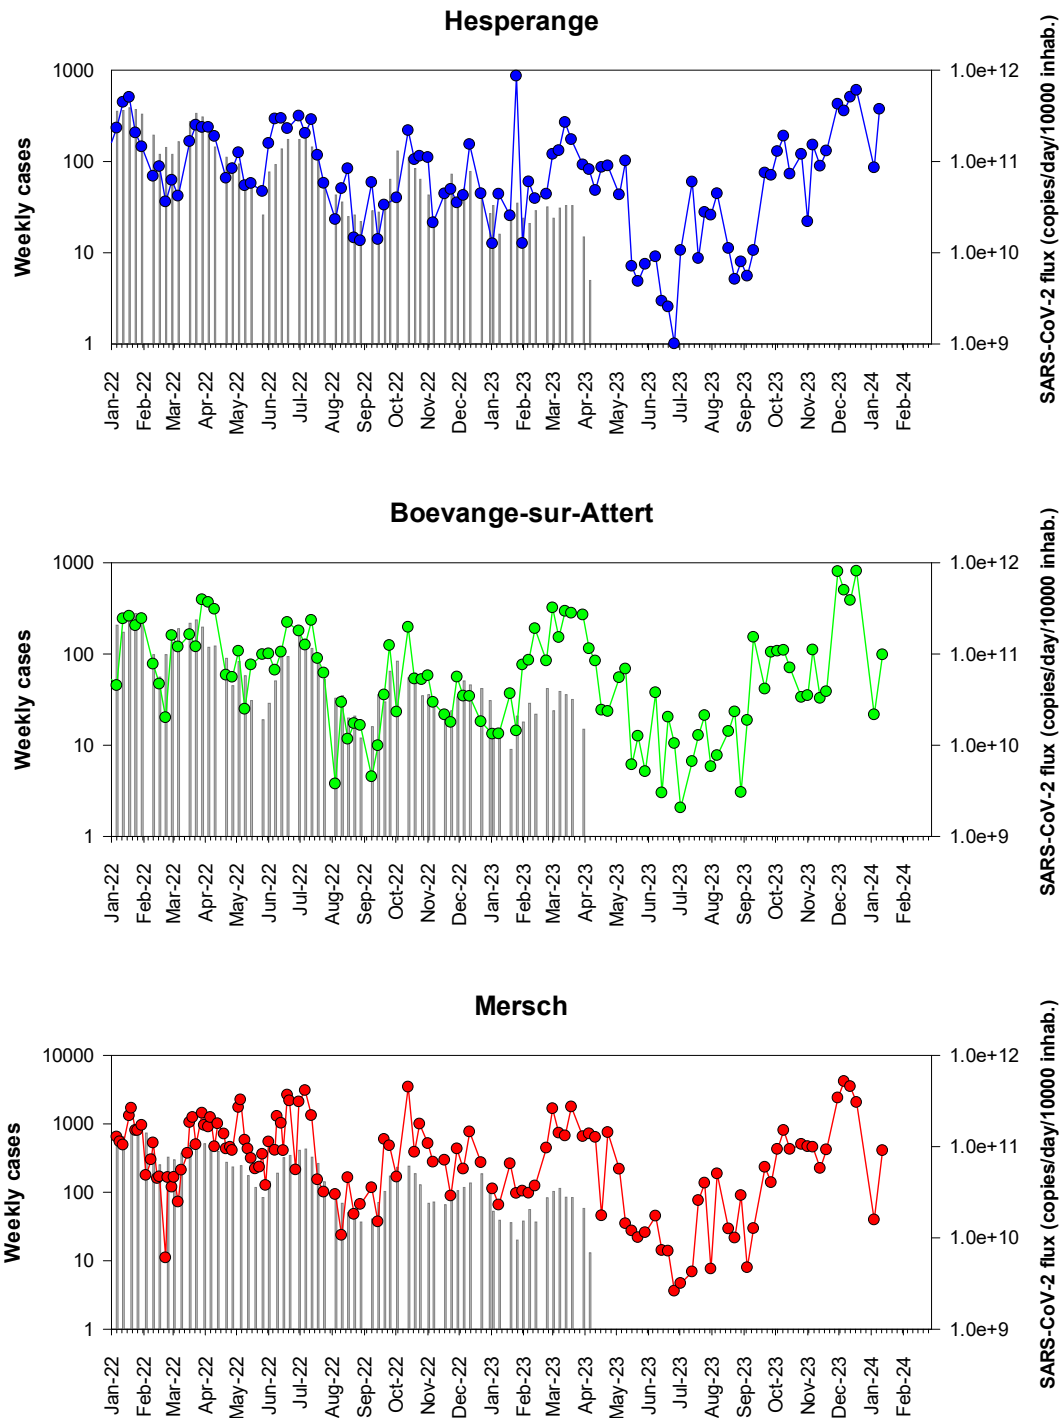 Hesperange
1000
100
10
1
Weekly cases
1.0e+12
1.0e+11
1.0e+10
1.0e+9
SARS-CoV-2 flux (copies/day/10000 inhab.)
Jan-22
Feb-22
Mar-22
Apr-22
May-22
Jun-22
Jul-22
Aug-22
Sep-22
Oct-22
Nov-22
Dec-22
Jan-23
Feb-23
Mar-23
Apr-23
May-23
Jun-23
Jul-23
Aug-23
Sep-23
Oct-23
Nov-23
Dec-23
Jan-24
Feb-24
Boevange-sur-Attert
1000
100
10
1
Weekly cases
1.0e+12
1.0e+11
1.0e+10
1.0e+9
SARS-CoV-2 flux (copies/day/10000 inhab.)
Jan-22
Feb-22
Mar-22
Apr-22
May-22
Jun-22
Jul-22
Aug-22
Sep-22
Oct-22
Nov-22
Dec-22
Jan-23
Feb-23
Mar-23
Apr-23
May-23
Jun-23
Jul-23
Aug-23
Sep-23
Oct-23
Nov-23
Dec-23
Jan-24
Feb-24
Mersch
10000
1000
100
10
1
Weekly cases
1.0e+12
1.0e+11
1.0e+10
1.0e+9
SARS-CoV-2 flux (copies/day/10000 inhab.)
Jan-22
Feb-22
Mar-22
Apr-22
May-22
Jun-22
Jul-22
Aug-22
Sep-22
Oct-22
Nov-22
Dec-22
Jan-23
Feb-23
Mar-23
Apr-23
May-23
Jun-23
Jul-23
Aug-23
Sep-23
Oct-23
Nov-23
Dec-23
Jan-24
Feb-24